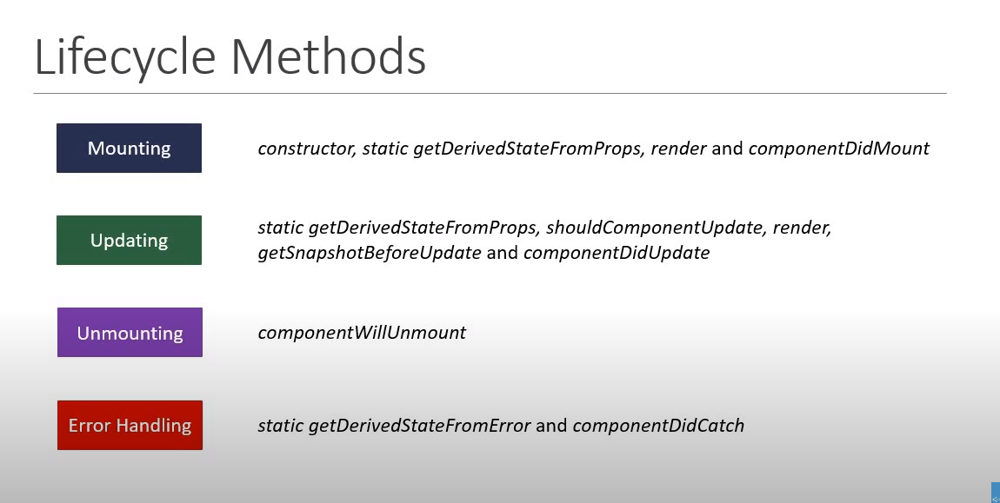 Lifecycle Methods
Mounting
constructor, static getDerivedStateFromProps, render and componentDidMount
Updating
static getDerivedStateFromProps, shouldComponentUpdate, render,
getSnapshotBeforeUpdate and componentDidUpdate
Unmounting
componentWillUnmount
Error Handling
static getDerivedStateFromError and componentDidCatch